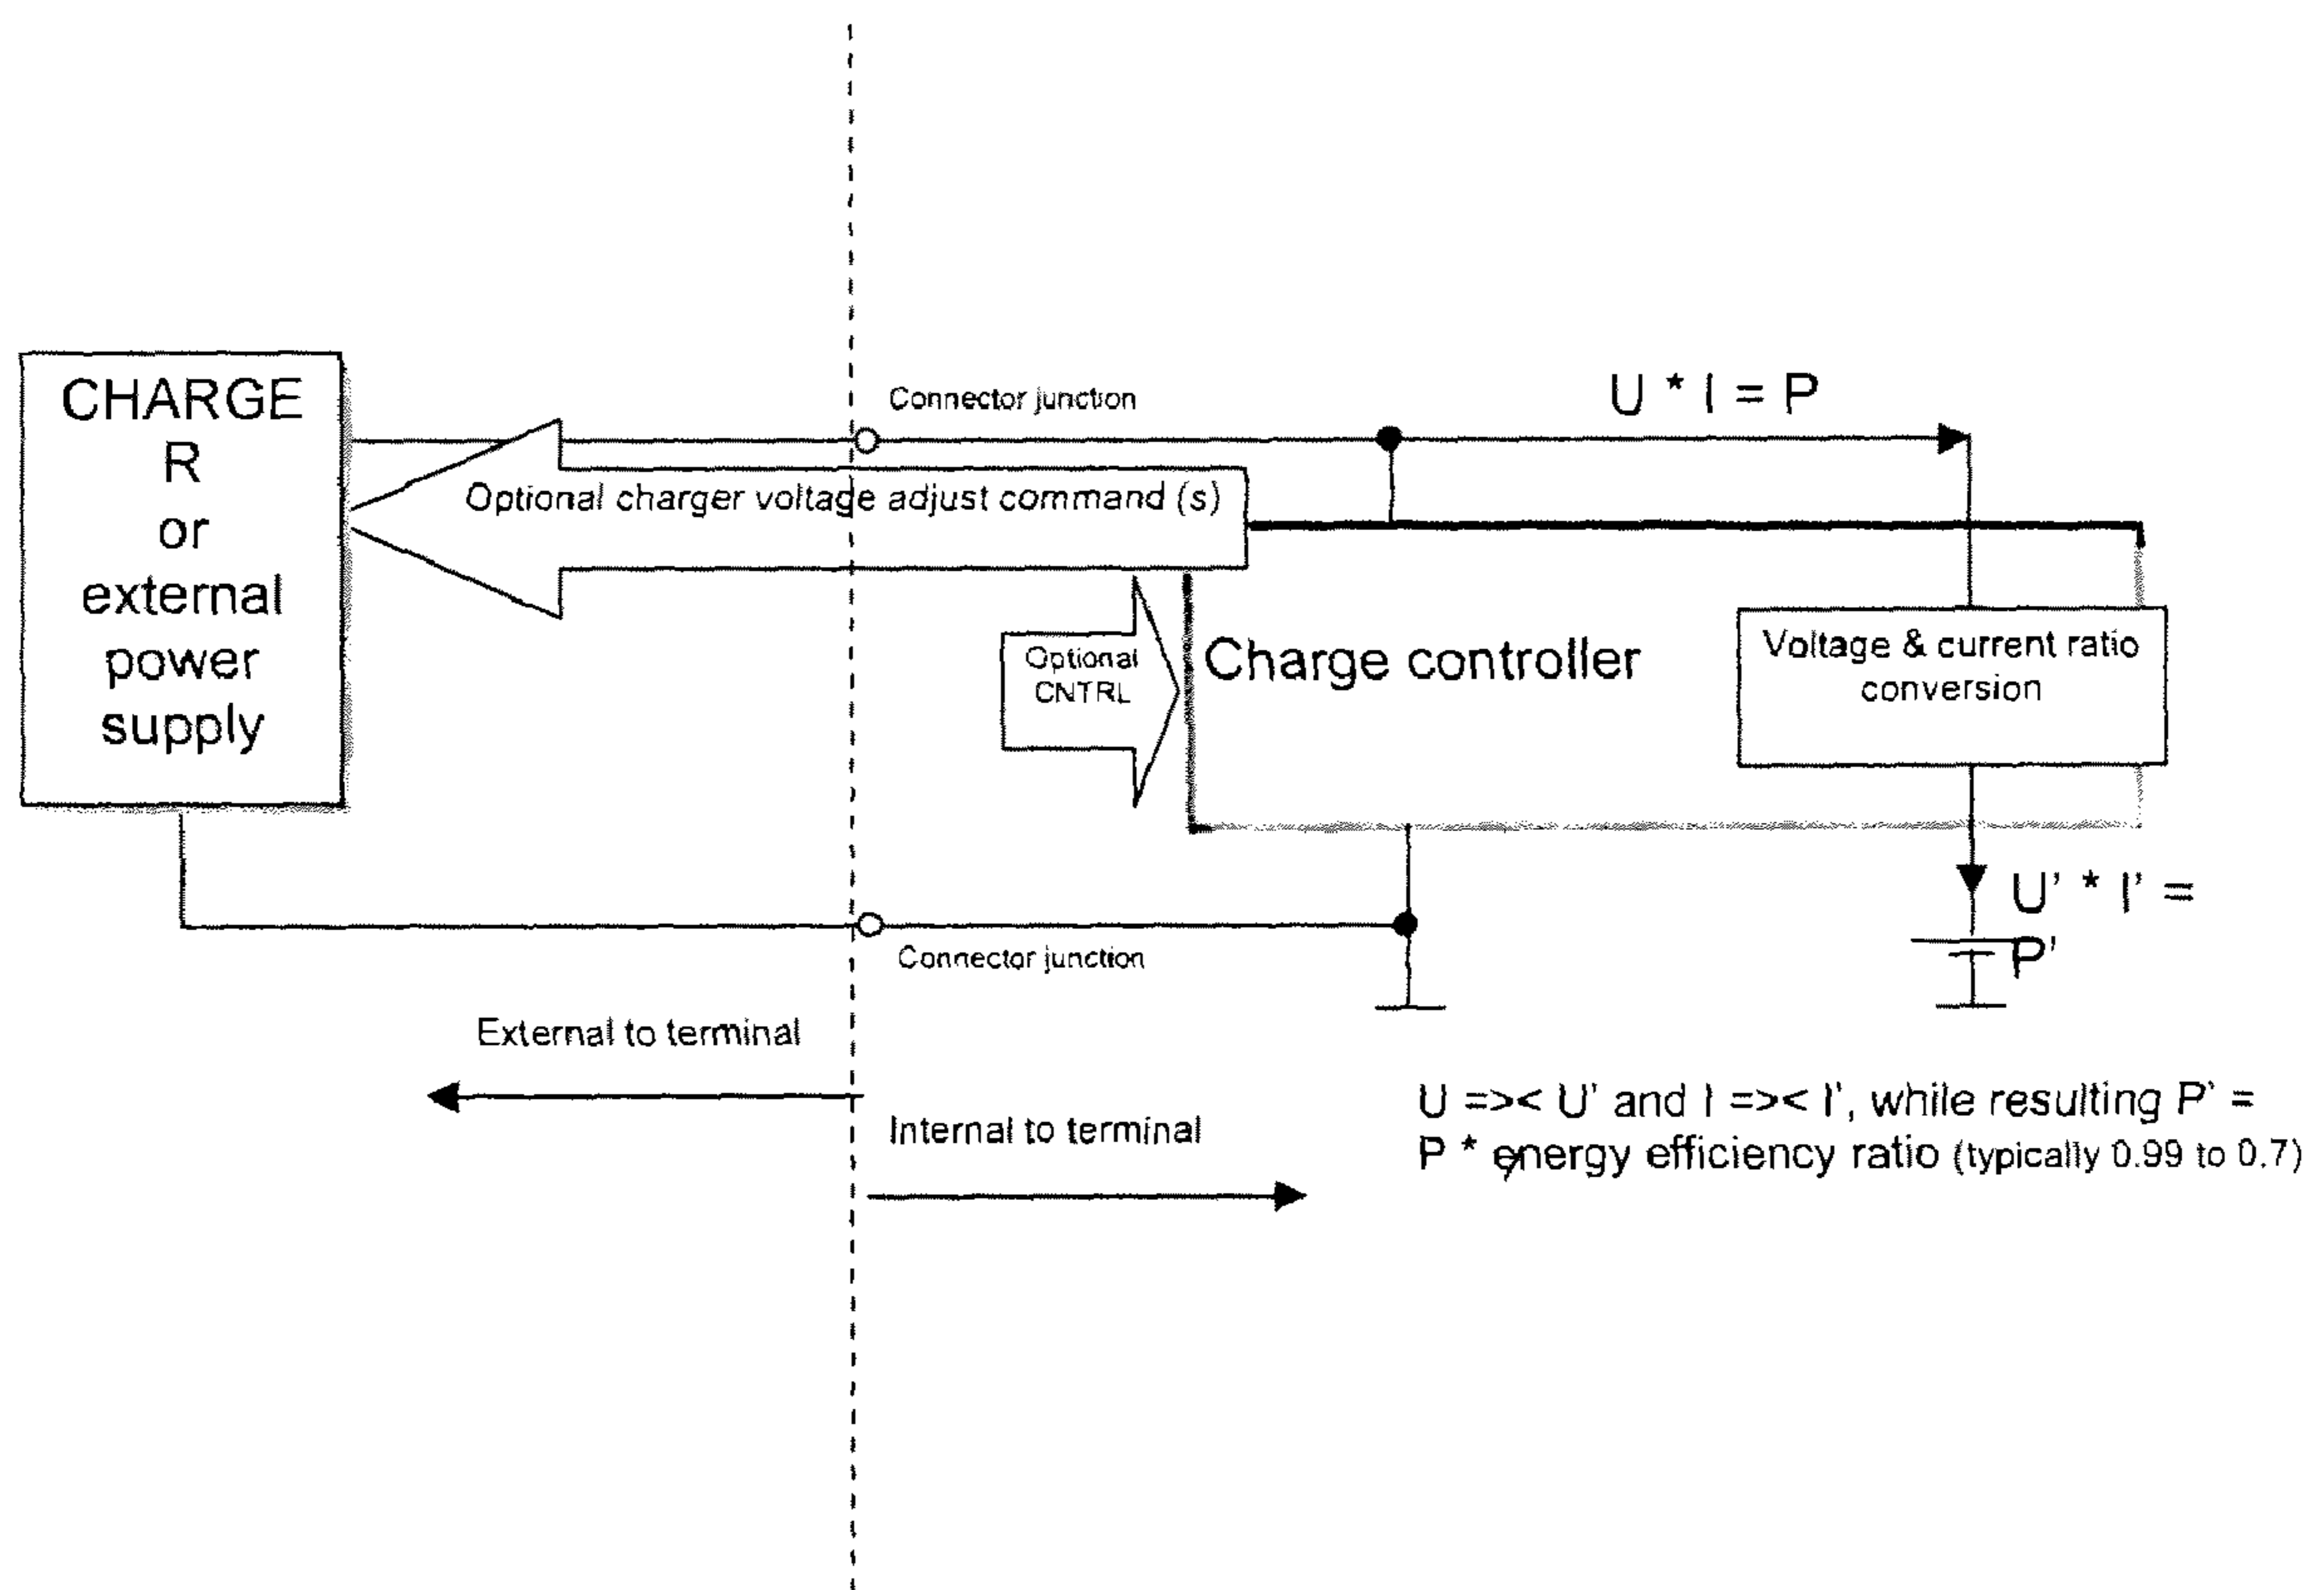 CHARGE
R
or
external
power
supply
Connector junction
U * I = P
Optional charger voltage adjust command (s)
Optional
CNTRL
Charge controller
Voltage & current ratio
conversion
U' * I' =
P'
Connector junction
External to terminal
Internal to terminal
U =>< U' and I =>< I', while resulting P' =
P * energy efficiency ratio (typically 0.99 to 0.7)